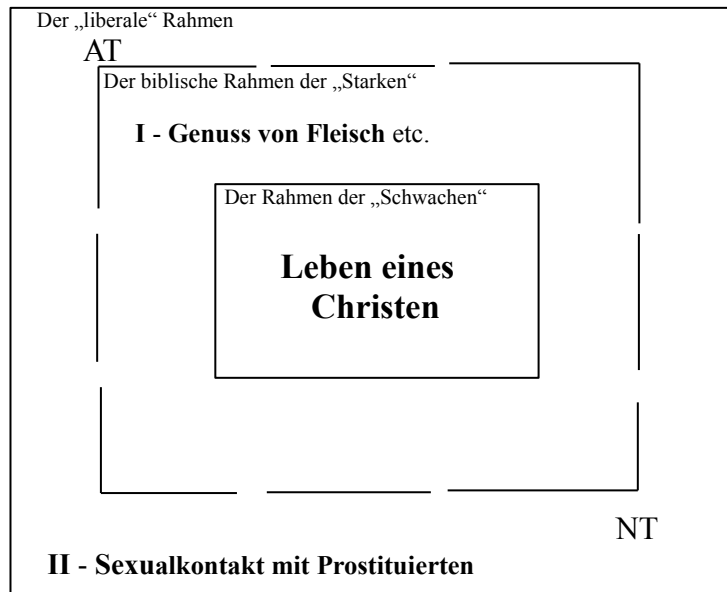 Der „liberale“ Rahmen
AT
Der biblische Rahmen der „Starken“
I - Genuss von Fleisch etc.
Der Rahmen der „Schwachen“
Leben eines
Christen
NT
II - Sexualkontakt mit Prostituierten